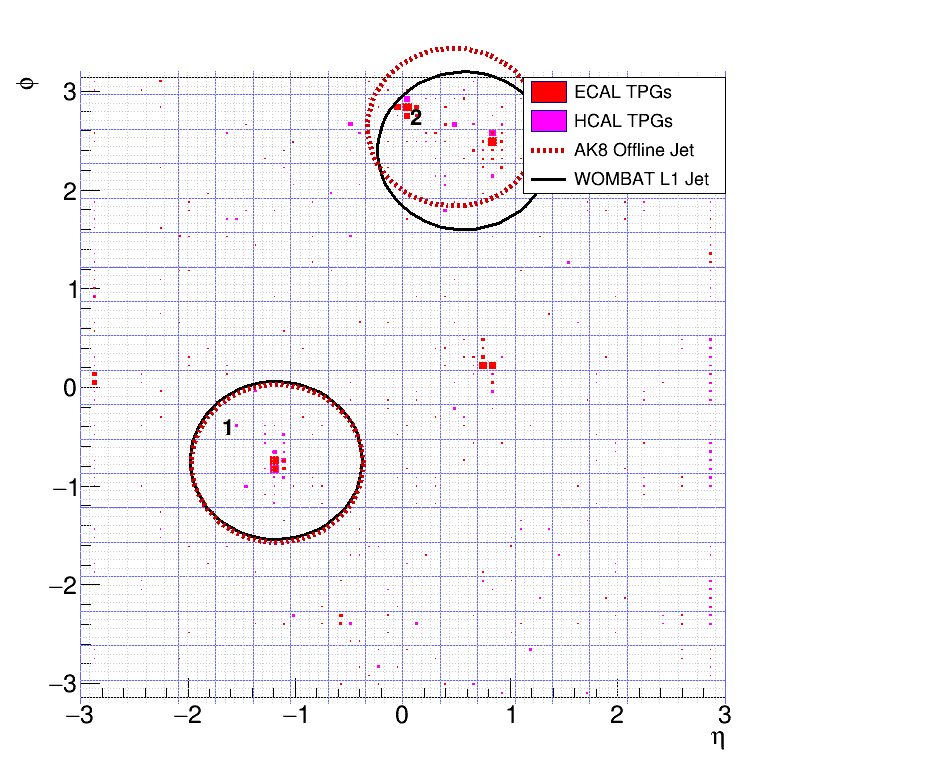 ϕ
3
2
1
0
−1
−2
−3
ECAL TPGs
HCAL TPGs
AK8 Offline Jet
WOMBAT L1 Jet
2
1
−3 −2 −1 0 1 2 3
η